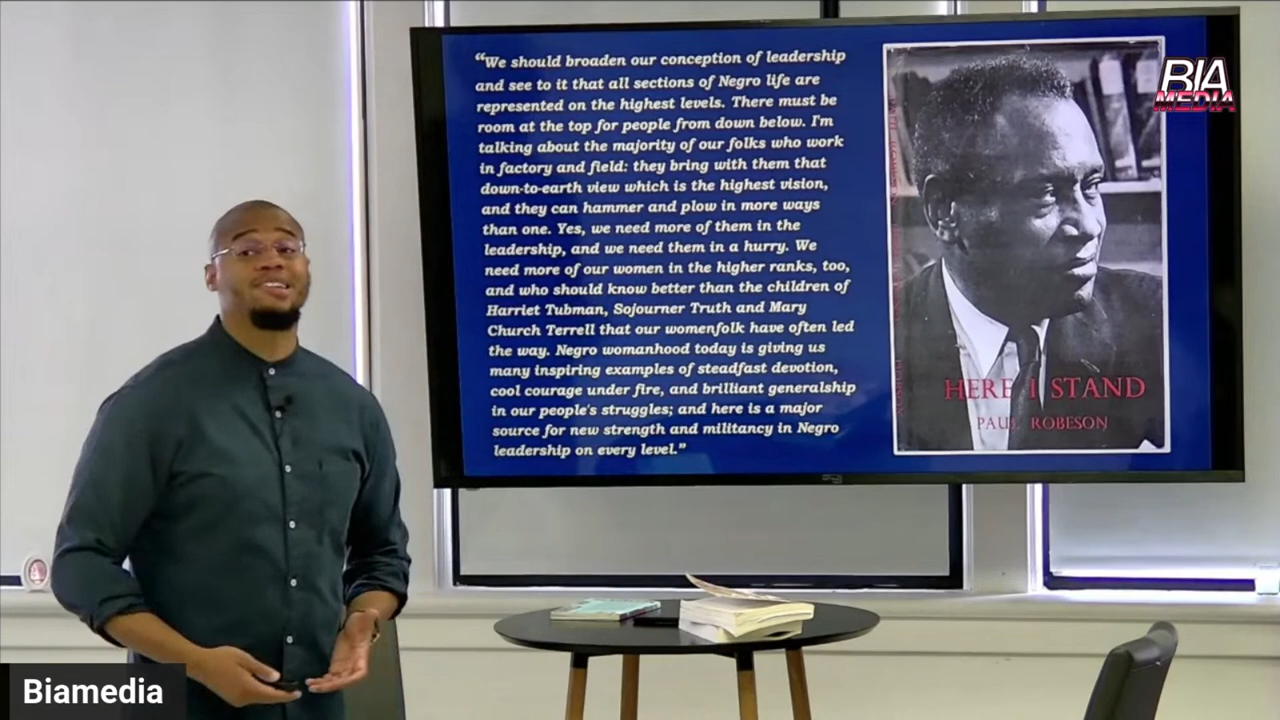 “We should broaden our conception of leadership
and see to it that all sections of Negro life are
represented on the highest levels. There must be
room at the top for people from down below. I'm
talking about the majority of our folks who work
in factory and field: they bring with them that
down-to-earth view which is the highest vision,
and they can hammer and plow in more ways
than one. Yes, we need more of them in the
leadership, and we need them in a hurry. We
need more of our women in the higher ranks, too,
and who should know better than the children of
Harriet Tubman, Sojourner Truth and Mary
Church Terrell that our womenfolk have often led
the way. Negro womanhood today is giving us
many inspiring examples of steadfast devotion,
cool courage under fire, and brilliant generalship
in our people's struggles; and here is a major
source for new strength and militancy in Negro
leadership on every level.”
HERE I STAND
PAUL ROBESON
BIA
MEDIA
Biamedia